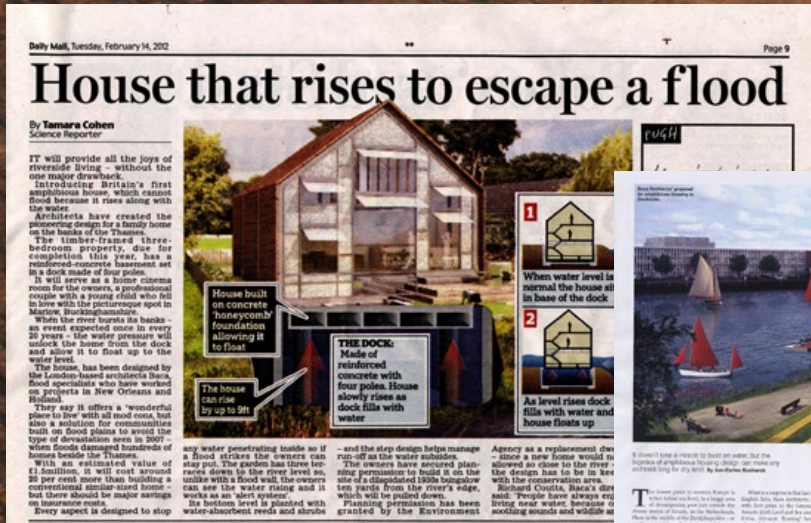 Daily Mail, Tuesday, February 14, 2012
Page 9
House that rises to escape a flood
By Tamara Cohen
Science Reporter
IT will provide all the joys of
riverside living – without the
one major drawback.
Introducing Britain's first
amphibious house, which cannot
flood because it rises along with
the water.
Architects have created the
pioneering design for a family home
on the banks of the Thames.
The timber-framed three-
bedroom property, due for
completion this year, has a
reinforced-concrete basement set
in a dock made of four poles.
It will serve as a home cinema
room for the owners, a professional
couple with a young child who fell
in love with the picturesque spot in
Marlow, Buckinghamshire.
When the river bursts its banks –
an event expected once in every
20 years – the water pressure will
unlock the home from the dock
and allow it to float up to the
water level.
The house, has been designed by
the London-based architects Baca,
flood specialists who have worked
on projects in New Orleans and
Holland.
They say it offers a 'wonderful
place to live' with all mod cons, but
also a solution for communities
built on flood plains to avoid the
type of devastation seen in 2007 –
when floods damaged hundreds of
homes beside the Thames.
With an estimated value of
£1.5million, it will cost around
20 per cent more than building a
conventional similar-sized home –
but there should be major savings
on insurance costs.
Every aspect is designed to stop
House built
on concrete
'honeycomb'
foundation
allowing it
to float
The house
can rise
by up to 9ft
THE DOCK:
Made of
reinforced
concrete with
four poles. House
slowly rises as
dock fills with
water
1
When water level is
normal the house sit
in base of the dock
2
As level rises dock
fills with water and
house floats up
PUGH
any water penetrating inside so if
a flood strikes the owners can
stay put. The garden has three ter-
races down to the river level so,
unlike with a flood wall, the owners
can see the water rising and it
works as an 'alert system'.
Its bottom level is planted with
water-absorbent reeds and shrubs
– and the step design helps manage
run-off as the water subsides.
The owners have secured plan-
ning permission to build it on the
site of a dilapidated 1930s bungalow
ten yards from the river's edge,
which will be pulled down.
Planning permission has been
granted by the Environment
Agency as a replacement dwe
– since a new home would no
allowed so close to the river –
the design has to be in kee
with the conservation area.
Richard Coutts, Baca's dire
said: 'People have always enj
living near water, because o
soothing sounds and wildlife an